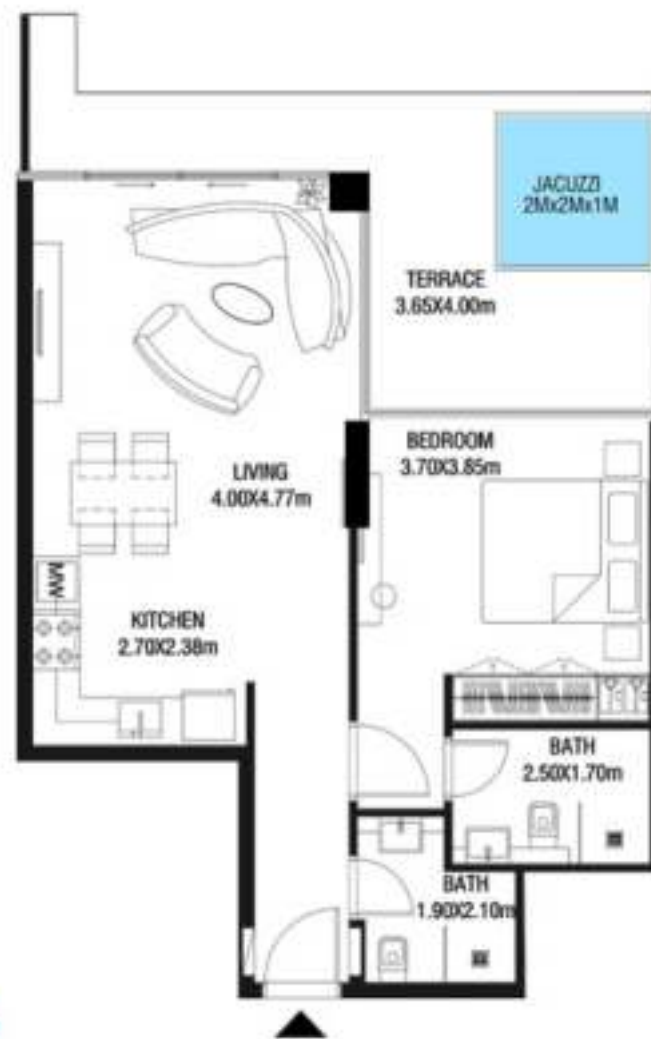 JACUZZI
2Mx2Mx1M
TERRACE
3.65X4.00m
BEDROOM
3.70X3.85m
LIVING
4.00X4.77m
MW
KITCHEN
2.70X2.38m
BATH
2.50X1.70m
BATH
1.90X2.10m